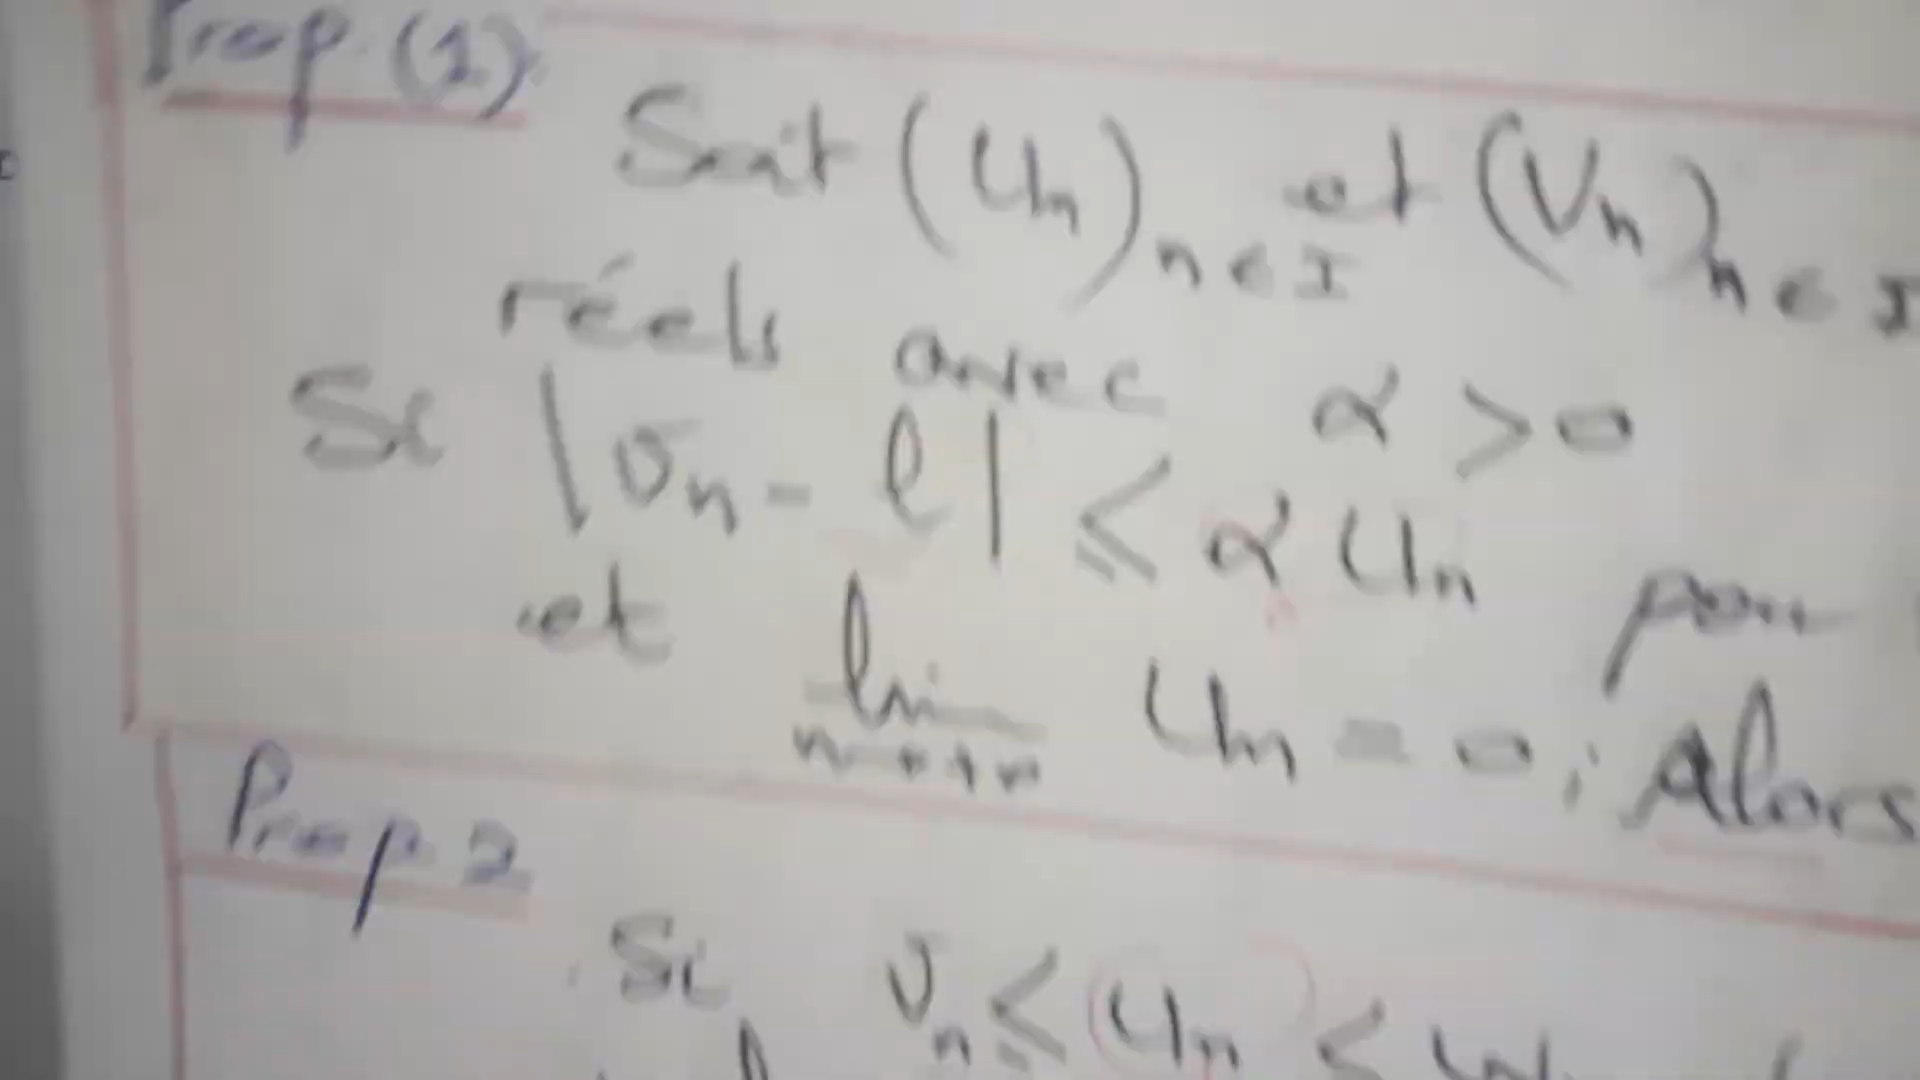 Prop. (1).
Soit (Un)n∈I et (Vn)n∈I
réels avec α > 0
Si |vn - l| ≤ α Un pour
et lim n→+∞ Un = 0, Alors
Prop. 2
Si vn ≤ Un ≤ Wn